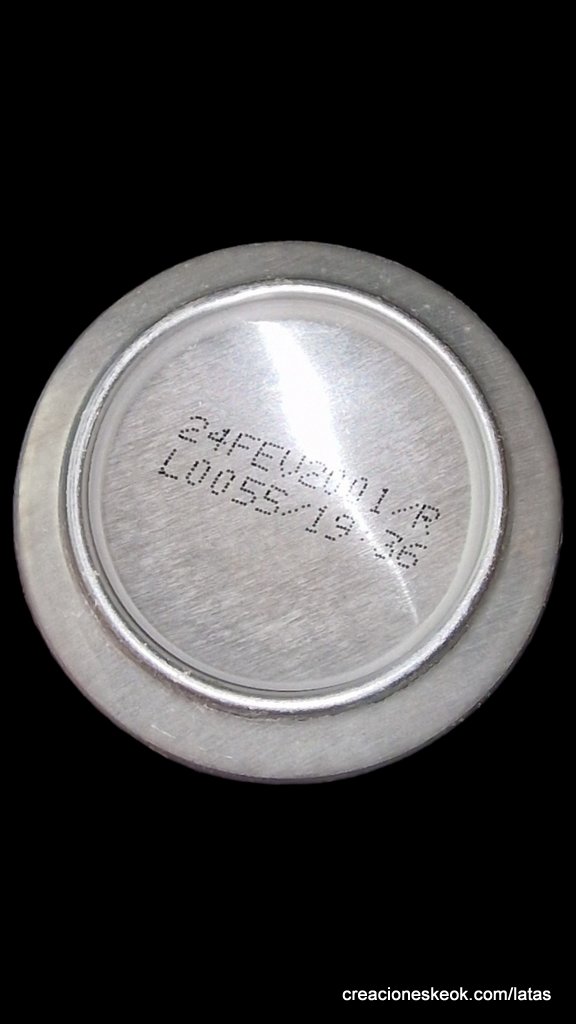 24FEV2001/R
L0055/19:36
creacioneskeok.com/latas